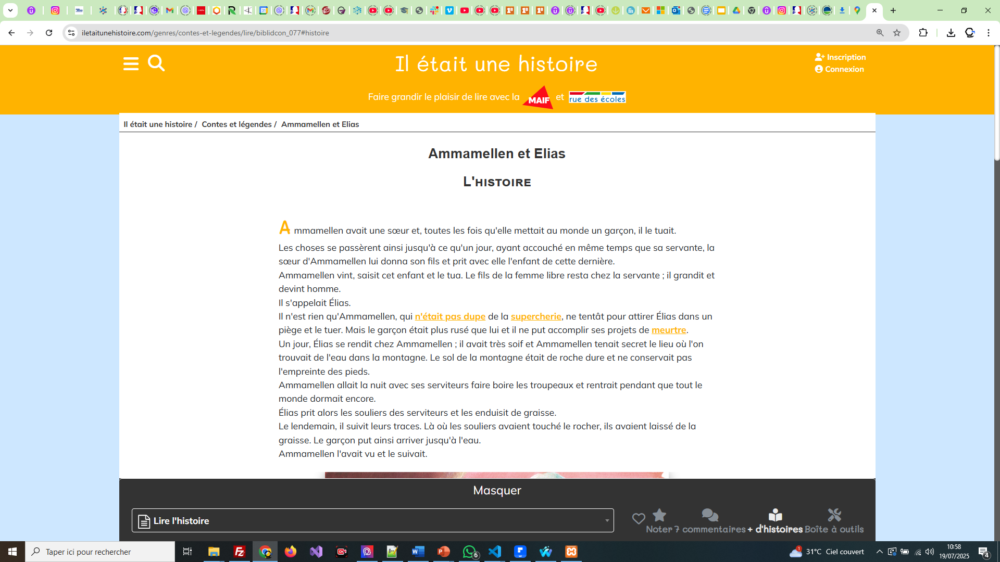 iletaitunehistoire.com/genres/contes-et-legendes/lire/biblidcon_077#histoire
Il était une histoire
Inscription
Connexion
Faire grandir le plaisir de lire avec la MAIF et rue des écoles
Il était une histoire / Contes et légendes / Ammamellen et Elias
Ammamellen et Elias
L'HISTOIRE
Ammamellen avait une sœur et, toutes les fois qu'elle mettait au monde un garçon, il le tuait.
Les choses se passèrent ainsi jusqu'à ce qu'un jour, ayant accouché en même temps que sa servante, la
sœur d'Ammamellen lui donna son fils et prit avec elle l'enfant de cette dernière.
Ammamellen vint, saisit cet enfant et le tua. Le fils de la femme libre resta chez la servante ; il grandit et
devint homme.
Il s'appelait Élias.
Il n'est rien qu'Ammamellen, qui n'était pas dupe de la supercherie, ne tentât pour attirer Élias dans un
piège et le tuer. Mais le garçon était plus rusé que lui et il ne put accomplir ses projets de meurtre.
Un jour, Élias se rendit chez Ammamellen ; il avait très soif et Ammamellen tenait secret le lieu où l'on
trouvait de l'eau dans la montagne. Le sol de la montagne était de roche dure et ne conservait pas
l'empreinte des pieds.
Ammamellen allait la nuit avec ses serviteurs faire boire les troupeaux et rentrait pendant que tout le
monde dormait encore.
Élias prit alors les souliers des serviteurs et les enduisit de graisse.
Le lendemain, il suivit leurs traces. Là où les souliers avaient touché le rocher, ils avaient laissé de la
graisse. Le garçon put ainsi arriver jusqu'à l'eau.
Ammamellen l'avait vu et le suivait.
Masquer
Lire l'histoire
Noter 7 commentaires + d'histoires Boîte à outils
Taper ici pour rechercher
6
1
31°C Ciel couvert
10:58
19/07/2025
4